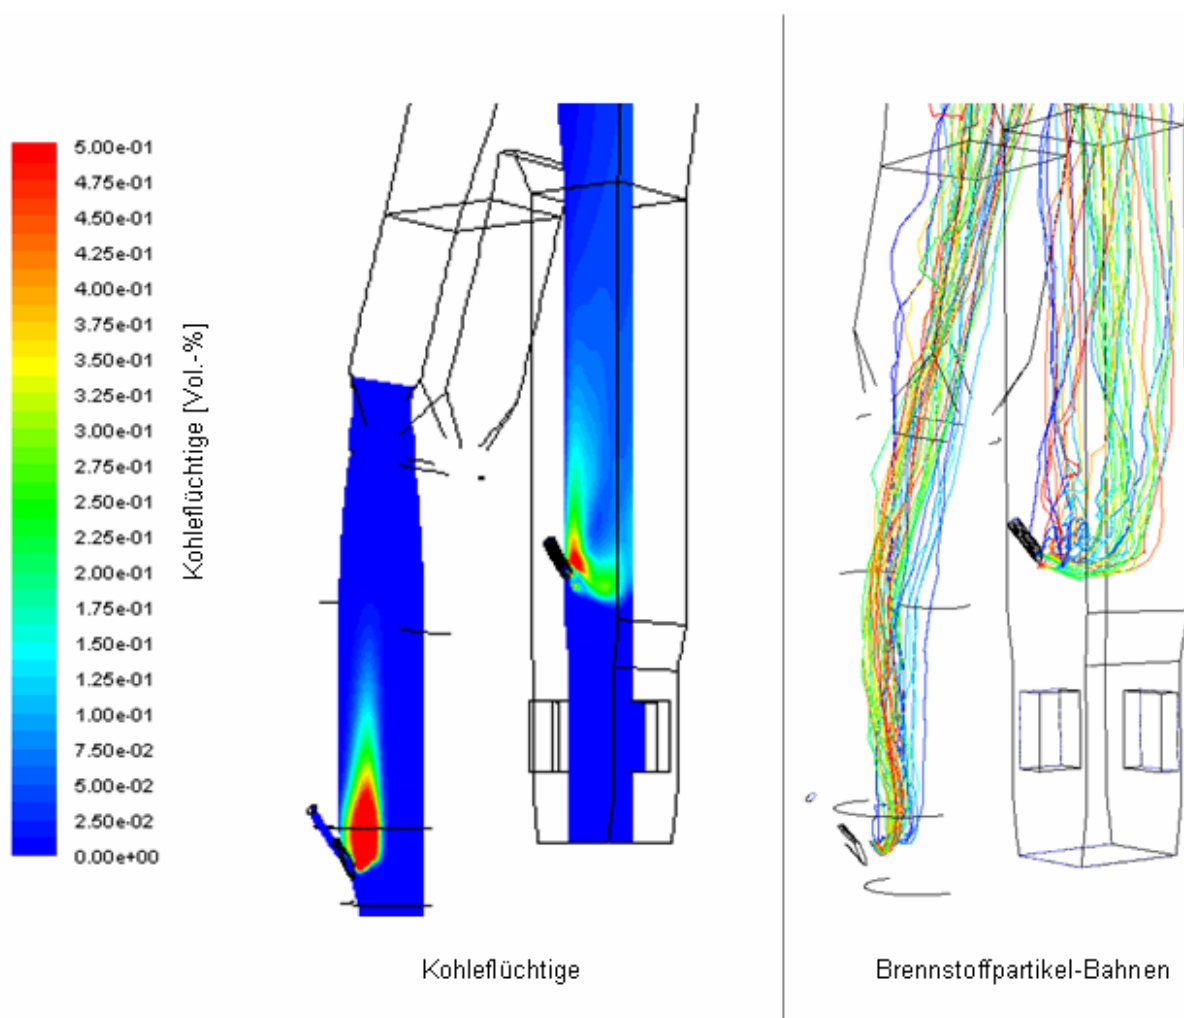 5.00e-01
4.75e-01
4.50e-01
4.25e-01
4.00e-01
3.75e-01
3.50e-01
3.25e-01
3.00e-01
2.75e-01
2.50e-01
2.25e-01
2.00e-01
1.75e-01
1.50e-01
1.25e-01
1.00e-01
7.50e-02
5.00e-02
2.50e-02
0.00e+00
Kohleflüchtige [Vol.-%]
Kohleflüchtige
Brennstoffpartikel-Bahnen